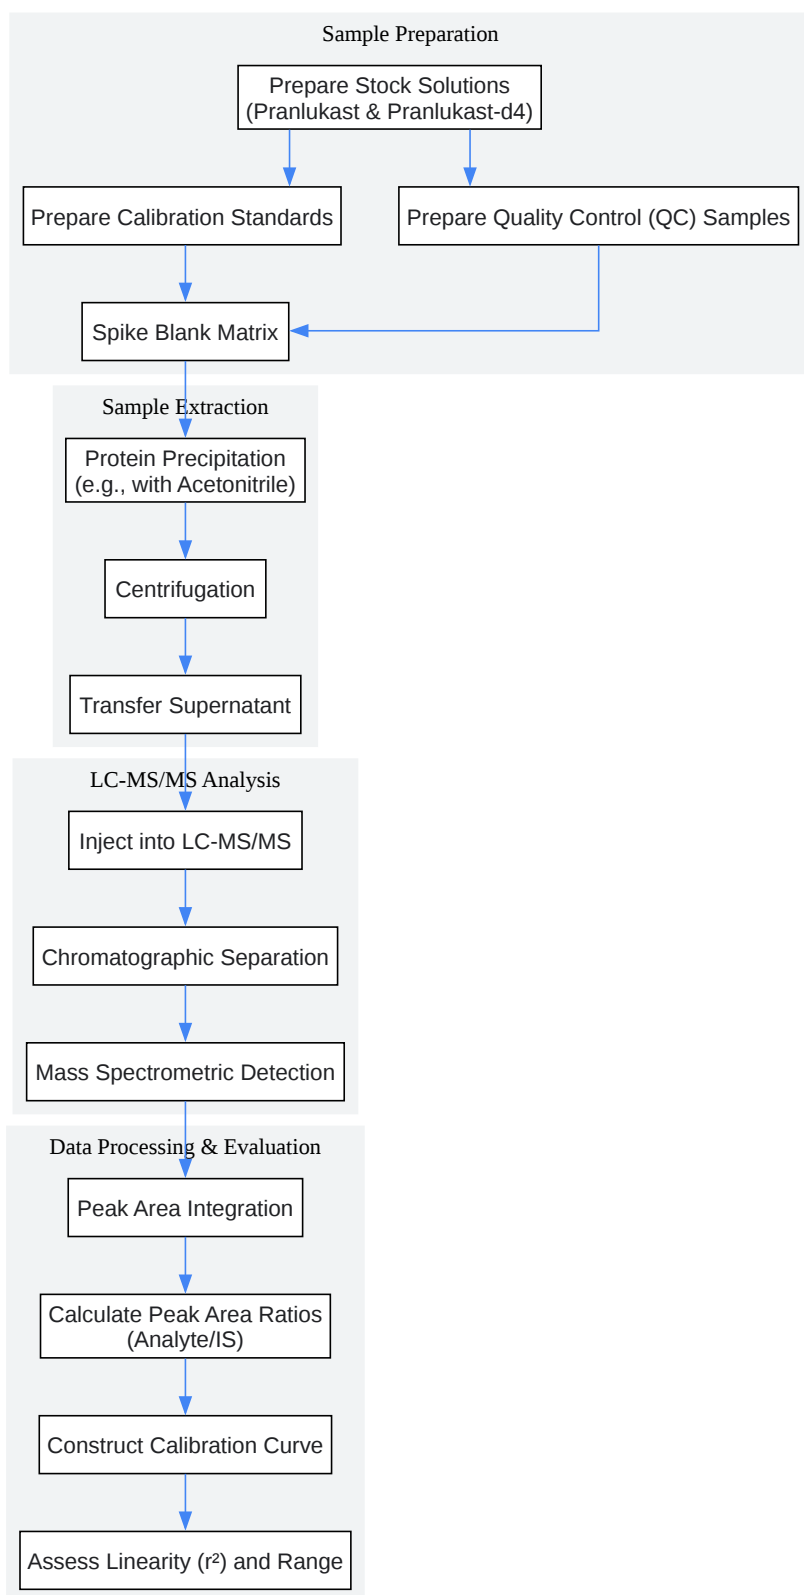 Sample Preparation
Prepare Stock Solutions
(Pranlukast & Pranlukast-d4)
Prepare Calibration Standards
Prepare Quality Control (QC) Samples
Spike Blank Matrix
Sample Extraction
Protein Precipitation
(e.g., with Acetonitrile)
Centrifugation
Transfer Supernatant
LC-MS/MS Analysis
Inject into LC-MS/MS
Chromatographic Separation
Mass Spectrometric Detection
Data Processing & Evaluation
Peak Area Integration
Calculate Peak Area Ratios
(Analyte/IS)
Construct Calibration Curve
Assess Linearity (r²) and Range